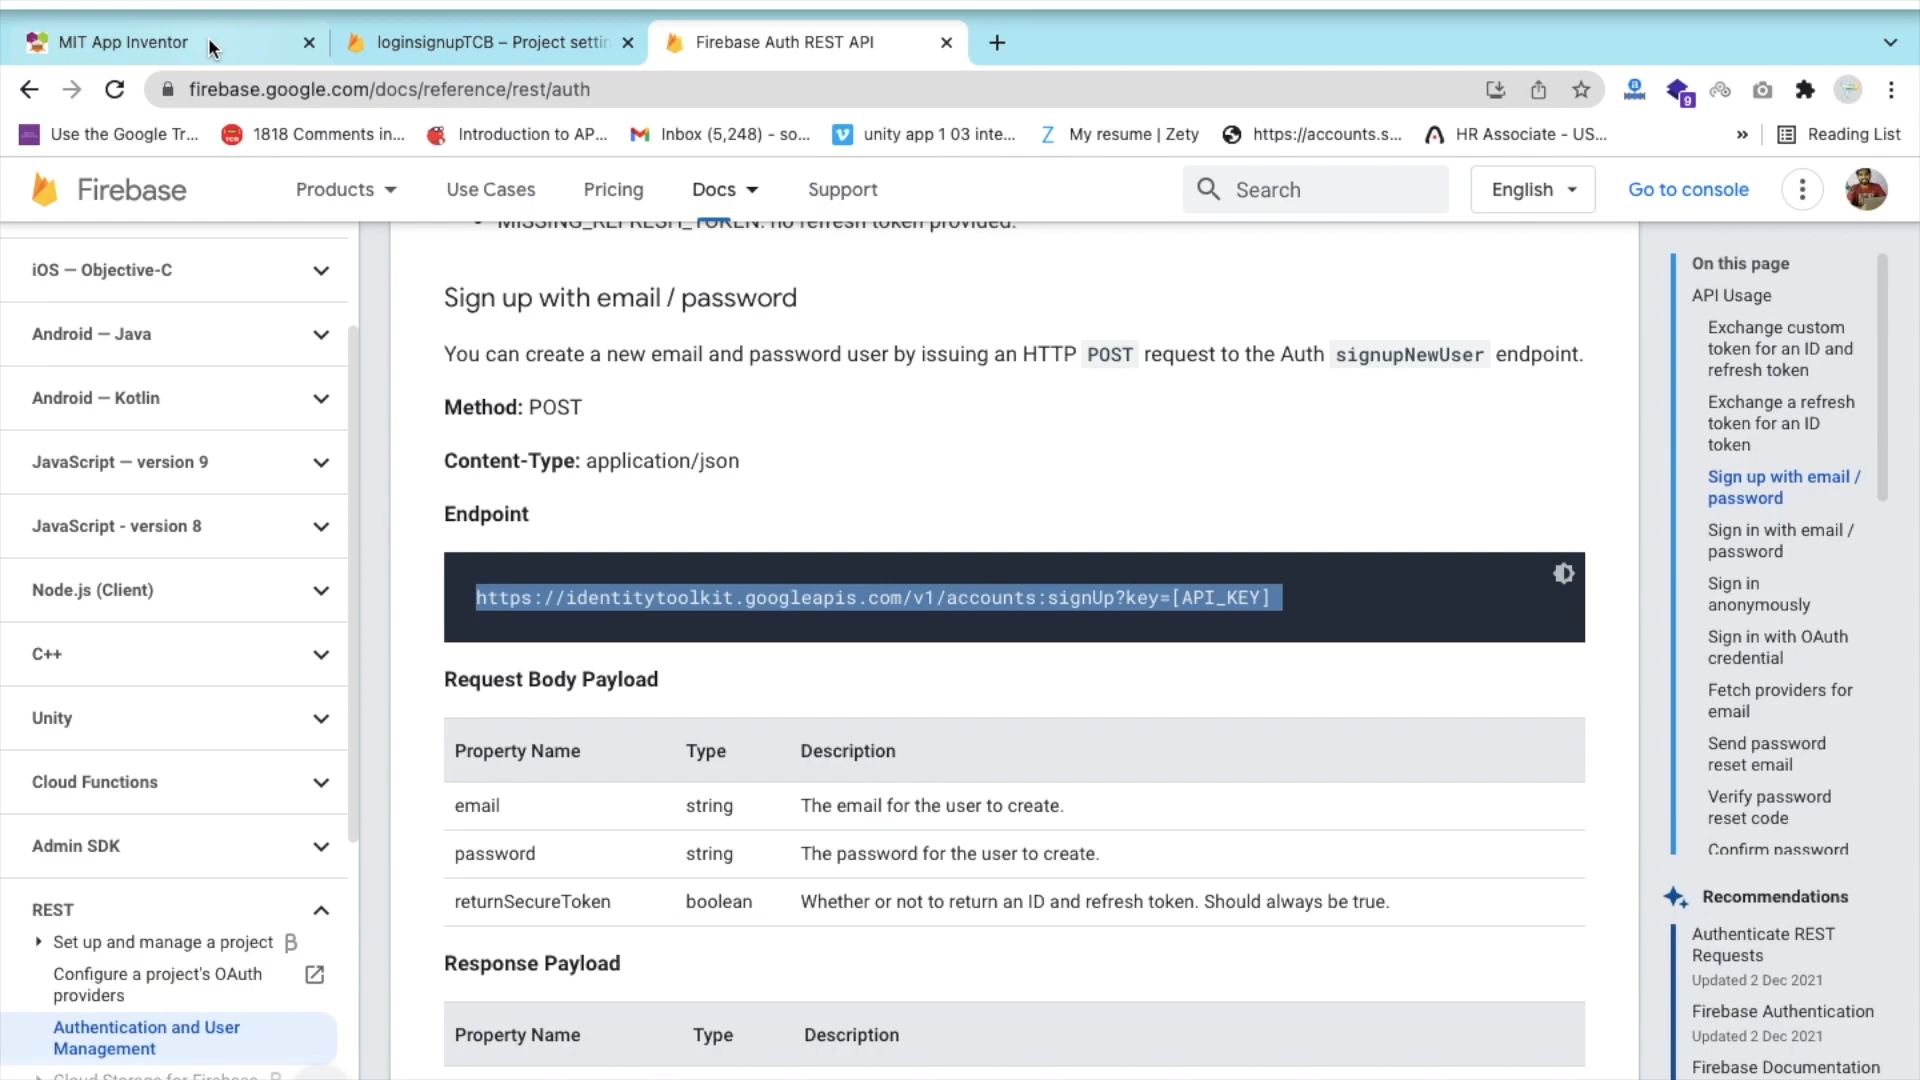 MIT App Inventor
loginsignupTCB – Project settin
Firebase Auth REST API
firebase.google.com/docs/reference/rest/auth
9
Use the Google Tr...
1818 Comments in...
Introduction to AP...
Inbox (5,248) - so...
unity app 1 03 inte...
My resume | Zety
https://accounts.s...
HR Associate - US...
»
Reading List
Firebase
Products
Use Cases
Pricing
Docs
Support
Search
English
Go to console
iOS — Objective-C
Android — Java
Android — Kotlin
JavaScript — version 9
JavaScript - version 8
Node.js (Client)
C++
Unity
Cloud Functions
Admin SDK
REST
Set up and manage a project β
Configure a project's OAuth
providers
Authentication and User
Management
Cloud Storage for Firebase β
MISSING_REFRESH_TOKEN: no refresh token provided.
Sign up with email / password
You can create a new email and password user by issuing an HTTP POST request to the Auth signupNewUser endpoint.
Method: POST
Content-Type: application/json
Endpoint
https://identitytoolkit.googleapis.com/v1/accounts:signUp?key=[API_KEY]
Request Body Payload
Property Name Type Description
email string The email for the user to create.
password string The password for the user to create.
returnSecureToken boolean Whether or not to return an ID and refresh token. Should always be true.
Response Payload
Property Name Type Description
On this page
API Usage
Exchange custom
token for an ID and
refresh token
Exchange a refresh
token for an ID
token
Sign up with email /
password
Sign in with email /
password
Sign in
anonymously
Sign in with OAuth
credential
Fetch providers for
email
Send password
reset email
Verify password
reset code
Confirm password
Recommendations
Authenticate REST
Requests
Updated 2 Dec 2021
Firebase Authentication
Updated 2 Dec 2021
Firebase Documentation